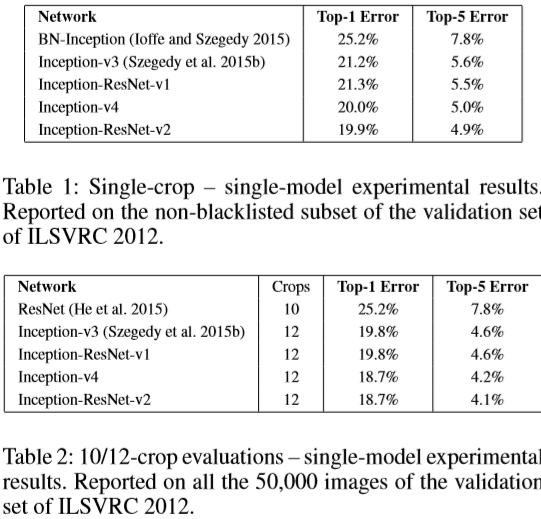 Network Top-1 Error Top-5 Error
BN-Inception (Ioffe and Szegedy 2015) 25.2% 7.8%
Inception-v3 (Szegedy et al. 2015b) 21.2% 5.6%
Inception-ResNet-v1 21.3% 5.5%
Inception-v4 20.0% 5.0%
Inception-ResNet-v2 19.9% 4.9%
Table 1: Single-crop – single-model experimental results.
Reported on the non-blacklisted subset of the validation set
of ILSVRC 2012.
Network Crops Top-1 Error Top-5 Error
ResNet (He et al. 2015) 10 25.2% 7.8%
Inception-v3 (Szegedy et al. 2015b) 12 19.8% 4.6%
Inception-ResNet-v1 12 19.8% 4.6%
Inception-v4 12 18.7% 4.2%
Inception-ResNet-v2 12 18.7% 4.1%
Table 2: 10/12-crop evaluations – single-model experimental
results. Reported on all the 50,000 images of the validation
set of ILSVRC 2012.